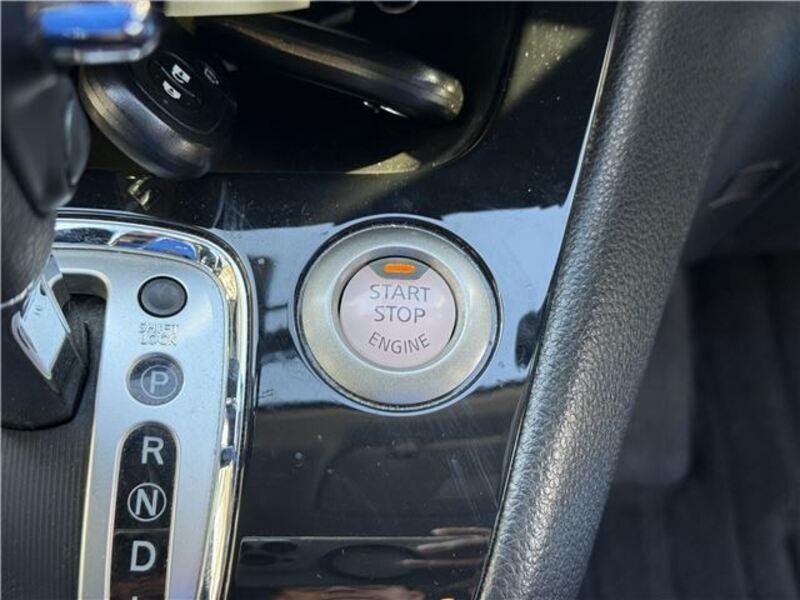 START
STOP
ENGINE
SHIFT
LOCK
P
R
N
D